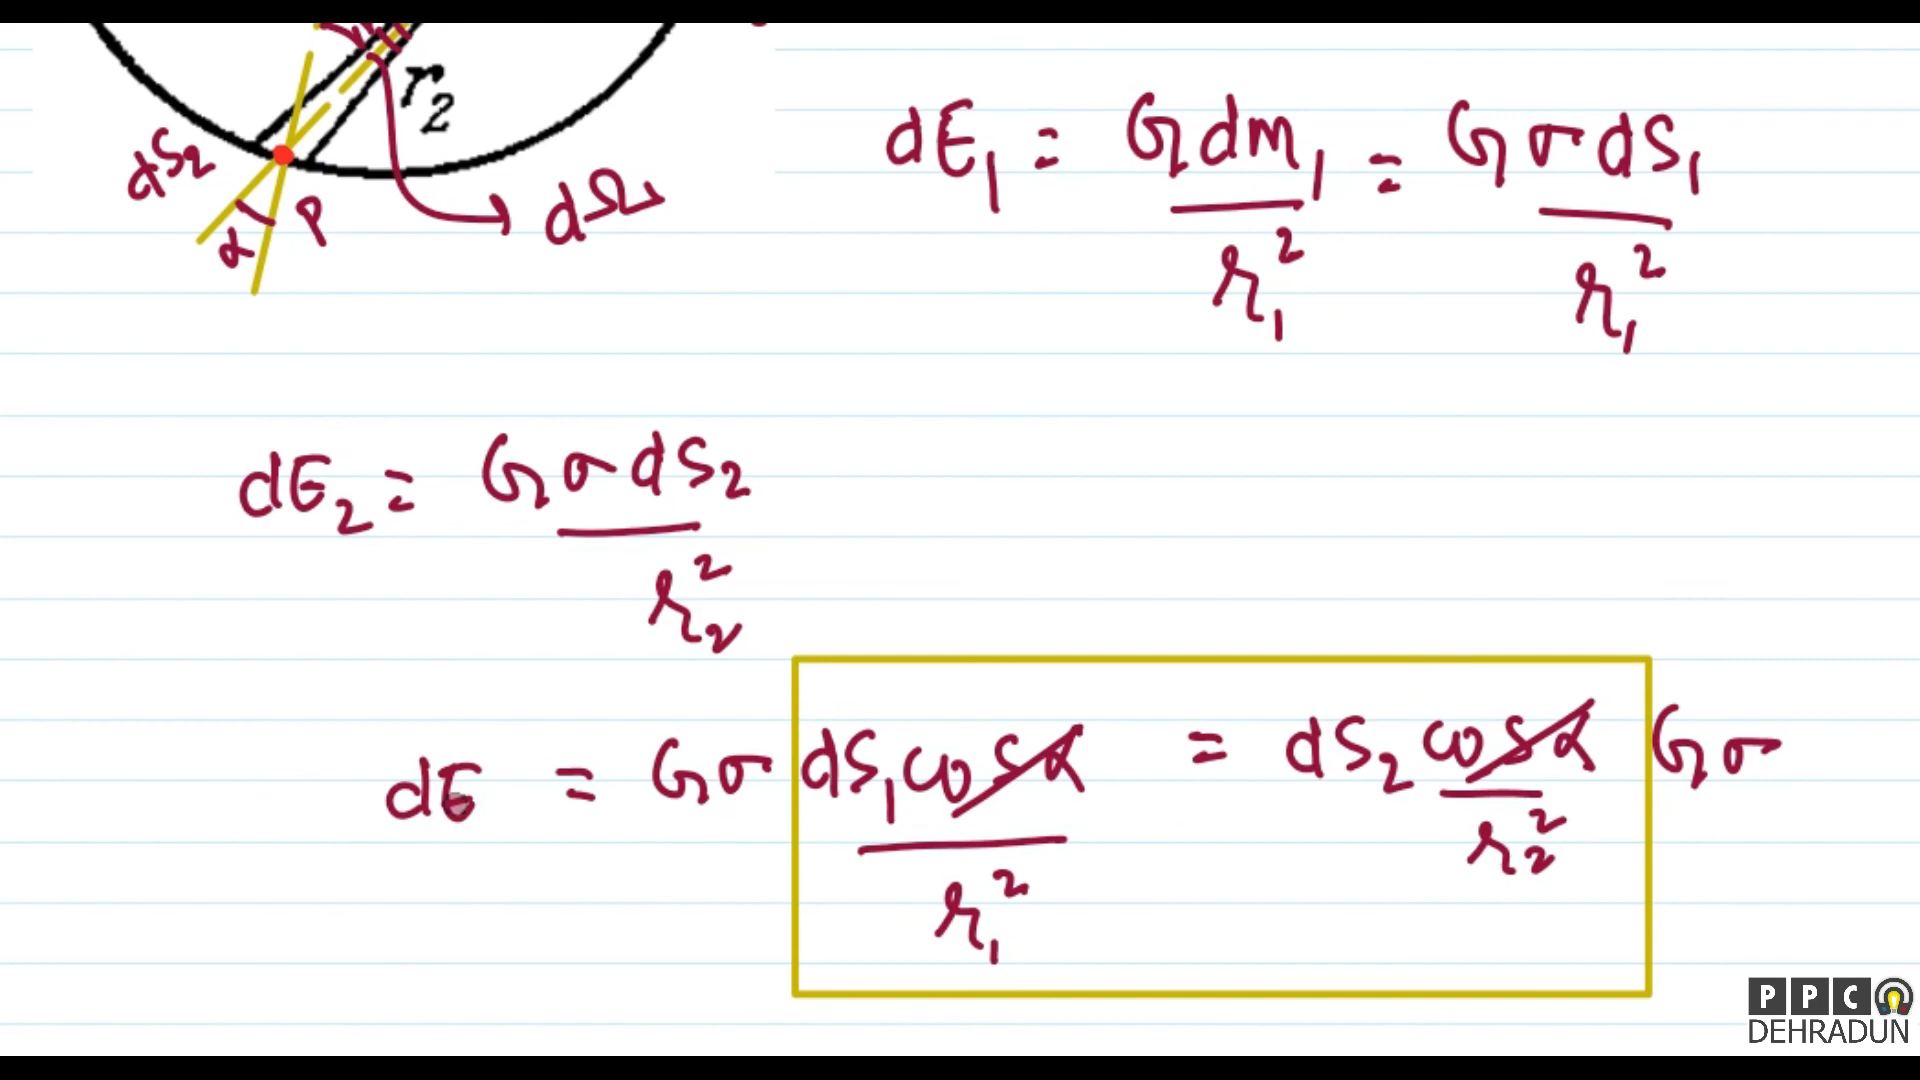 r₂
dS₂
α
P
dΩ
dE₁ = G dm₁ / r₁² = G σ dS₁ / r₁²
dE₂ = G σ dS₂ / r₂²
dE = G σ dS₁ cos α / r₁² = dS₂ cos α / r₂² G σ
PPC
DEHRADUN